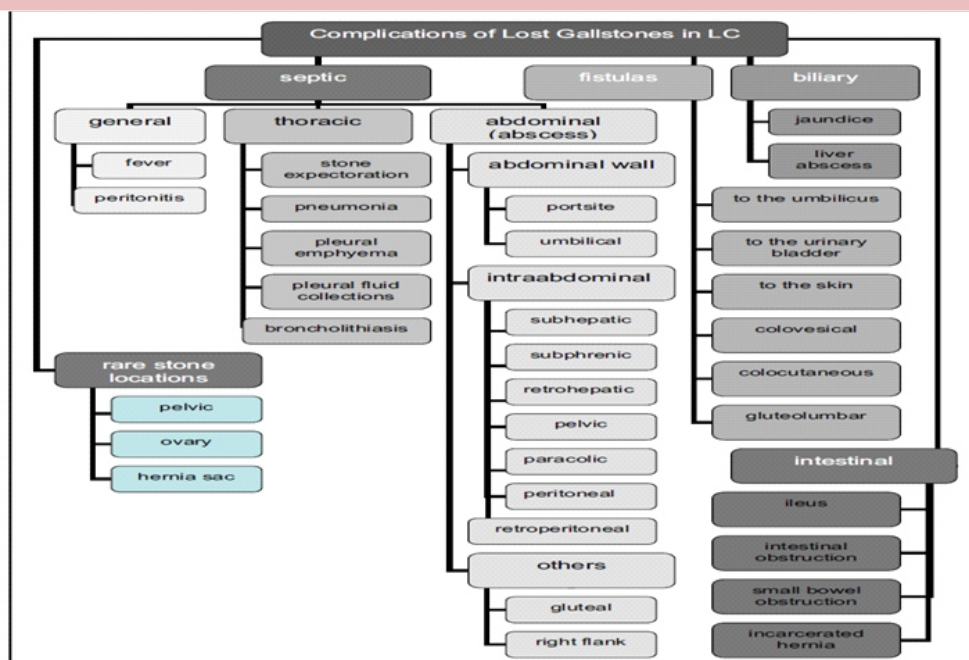 Complications of Lost Gallstones in LC
septic
general
fever
peritonitis
thoracic
stone
expectoration
pneumonia
pleural
emphyema
pleural fluid
collections
broncholithiasis
abdominal
(abscess)
abdominal wall
portsite
umbilical
intraabdominal
subhepatic
subphrenic
retrohepatic
pelvic
paracolic
peritoneal
retroperitoneal
others
gluteal
right flank
fistulas
to the umbilicus
to the urinary
bladder
to the skin
colovesical
colocutaneous
gluteolumbar
biliary
jaundice
liver
abscess
rare stone
locations
pelvic
ovary
hernia sac
intestinal
ileus
intestinal
obstruction
small bowel
obstruction
incarcerated
hernia